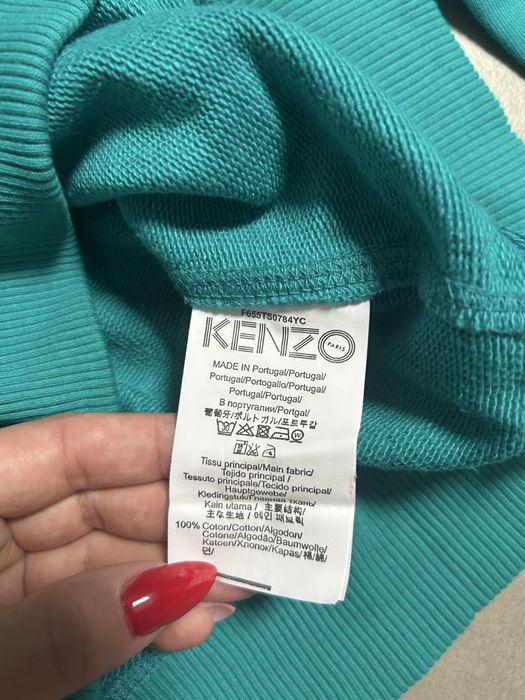 F655TS0784YC
KENZO
PARIS
MADE IN Portugal/Portugal/
Portugal/Portogallo/Portugal/
Portugal/Portugal/
В португалии/Portgal/
葡萄牙/ポルトガル/포르투갈
30
Tissu principal/Main fabric/
Tejido principal /
Tessuto principale/Tecido principal/
Hauptgewebe/
Kledingstuk/Главная ткань/
Kain utama / 主要结构/
主な生地 / 메인 패브릭
100% Coton/Cotton/Algodon/
Cotone/Algodão/Baumwolle/
Katoen/Хлопок/Kapas/棉/綿/
면/